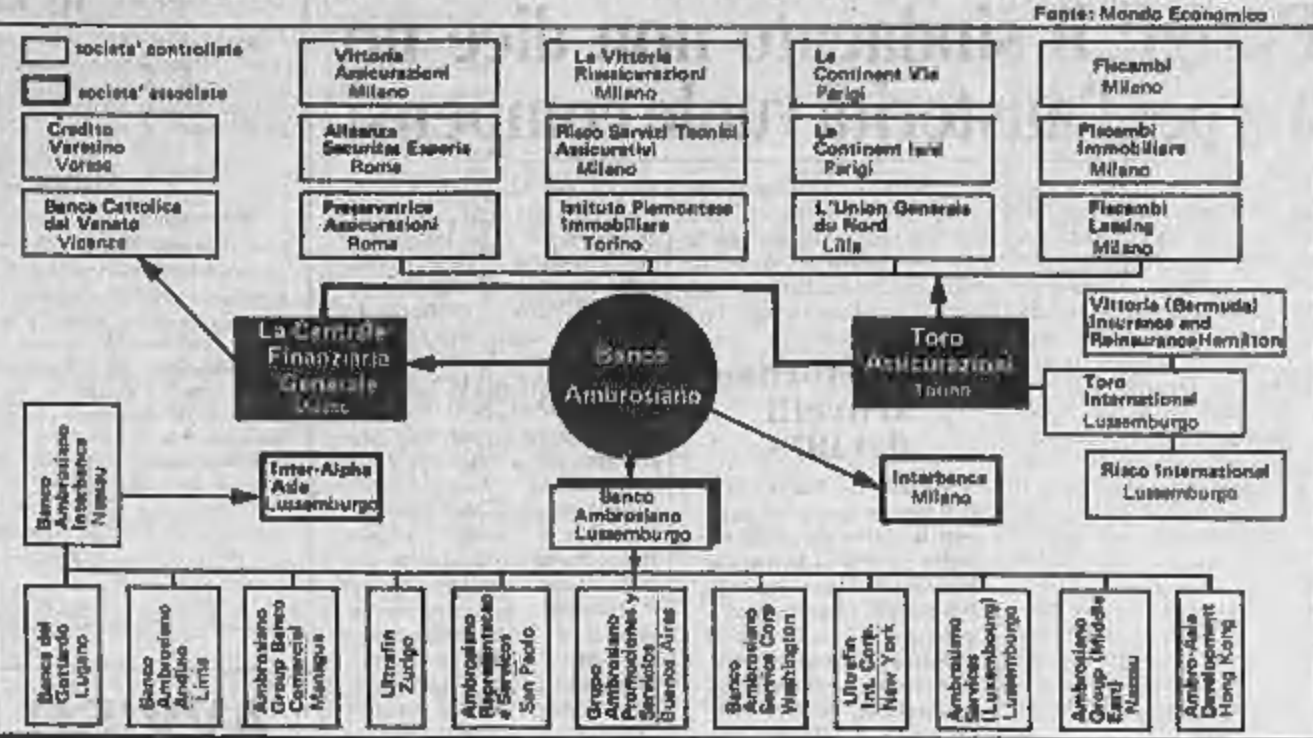 Fonte: Mondo Economico
societa' controllate
societa' associate
Credito
Varesino
Varese
Banca Cattolica
del Veneto
Vicenza
Vittoria
Assicurazioni
Milano
Alleanza
Securitas Esperia
Roma
Preservatrice
Assicurazioni
Roma
La Vittoria
Riassicurazioni
Milano
Risco Servizi Tecnici
Assicurativi
Milano
Istituto Piemontese
Immobiliare
Torino
Le
Continent Vie
Parigi
Le
Continent Iard
Parigi
L'Union Generale
du Nord
Lilla
Fiscambi
Milano
Fiscambi
Immobiliare
Milano
Fiscambi
Leasing
Milano
La Centrale
Finanziaria
Generale
Milano
Banco
Ambrosiano
Toro
Assicurazioni
Torino
Vittoria (Bermuda)
Insurance and
Reinsurance Hamilton
Toro
International
Lussemburgo
Risco International
Lussemburgo
Banco
Ambrosiano
Interbanca
Nassau
Inter-Alpha
Asia
Lussemburgo
Banco
Ambrosiano
Lussemburgo
Interbanca
Milano
Banca del
Gottardo
Lugano
Banco
Ambrosiano
Andino
Lima
Ambrosiano
Group Banco
Comercial
Managua
Ultrafin
Zurigo
Ambrosiano
Representacao
e Servicos
San Paolo
Grupo
Ambrosiano
Promociones y
Servicios
Buenos Aires
Banco
Ambrosiano
Service Corp
Washington
Ultrafin
Int. Corp.
New York
Ambrosiano
Services
(Luxembourg)
Lussemburgo
Ambrosiano
Group (Middle
East)
Nassau
Ambro-Asia
Development
Hong Kong